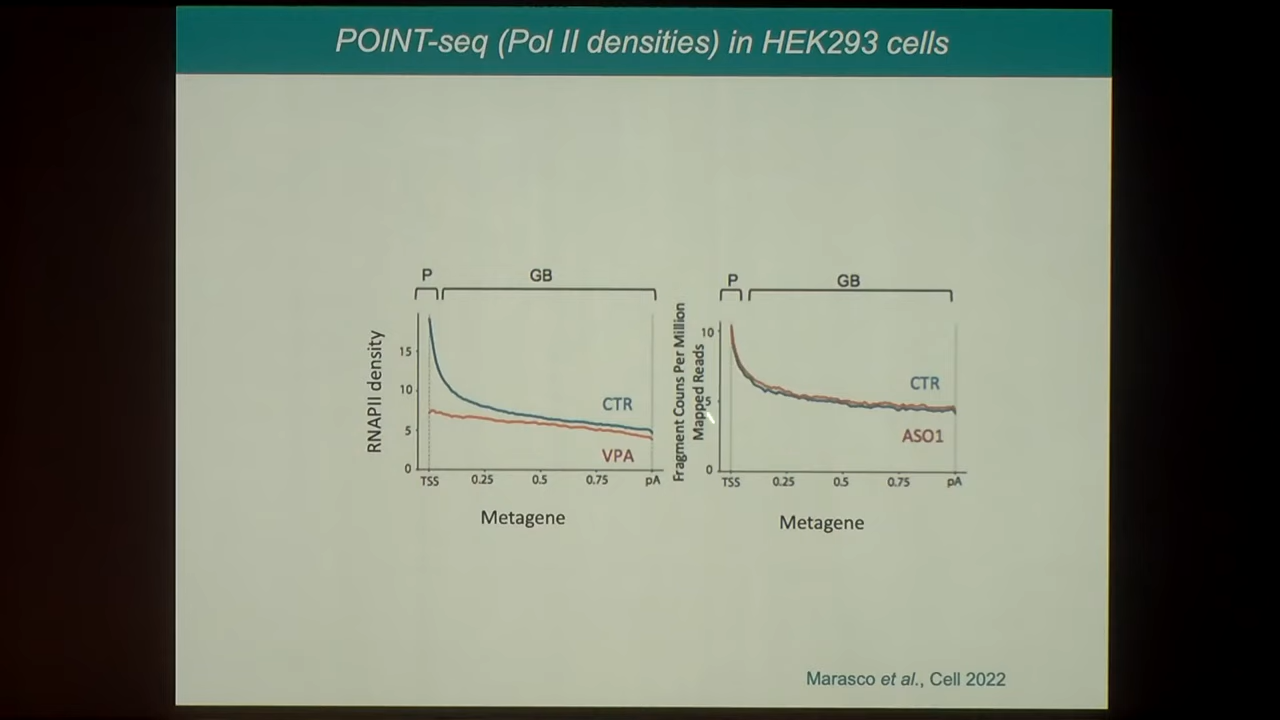 POINT-seq (Pol II densities) in HEK293 cells
P
GB
RNAPII density
15
10
5
0
CTR
VPA
TSS
0.25
0.5
0.75
pA
Metagene
P
GB
Fragment Couns Per Million
Mapped Reads
10
5
0
CTR
ASO1
TSS
0.25
0.5
0.75
pA
Metagene
Marasco et al., Cell 2022